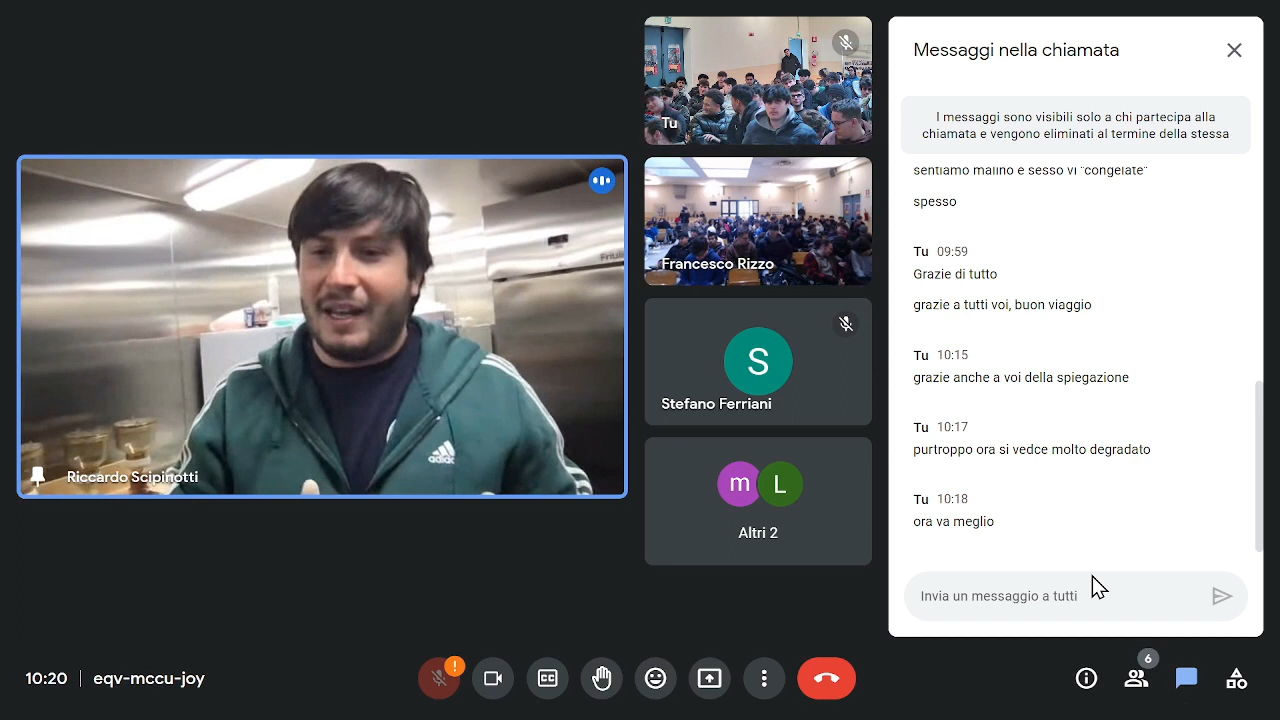 Tu
Francesco Rizzo
S
Stefano Ferriani
m
L
Altri 2
Friul
adidas
Riccardo Scipinotti
Messaggi nella chiamata
I messaggi sono visibili solo a chi partecipa alla
chiamata e vengono eliminati al termine della stessa
sentiamo malino e sesso vi "congelate"
spesso
Tu 09:59
Grazie di tutto
grazie a tutti voi, buon viaggio
Tu 10:15
grazie anche a voi della spiegazione
Tu 10:17
purtroppo ora si vedce molto degradato
Tu 10:18
ora va meglio
Invia un messaggio a tutti
10:20 | eqv-mccu-joy
6